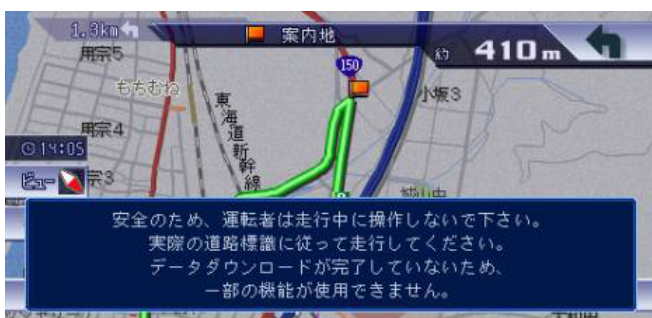 1.3km
案内地
約 410m
用宗5
150
もちむね
小坂3
東海道新幹線
用宗4
14:05
ビュー
宗3
安全のため、運転者は走行中に操作しないで下さい。
実際の道路標識に従って走行してください。
データダウンロードが完了していないため、
一部の機能が使用できません。